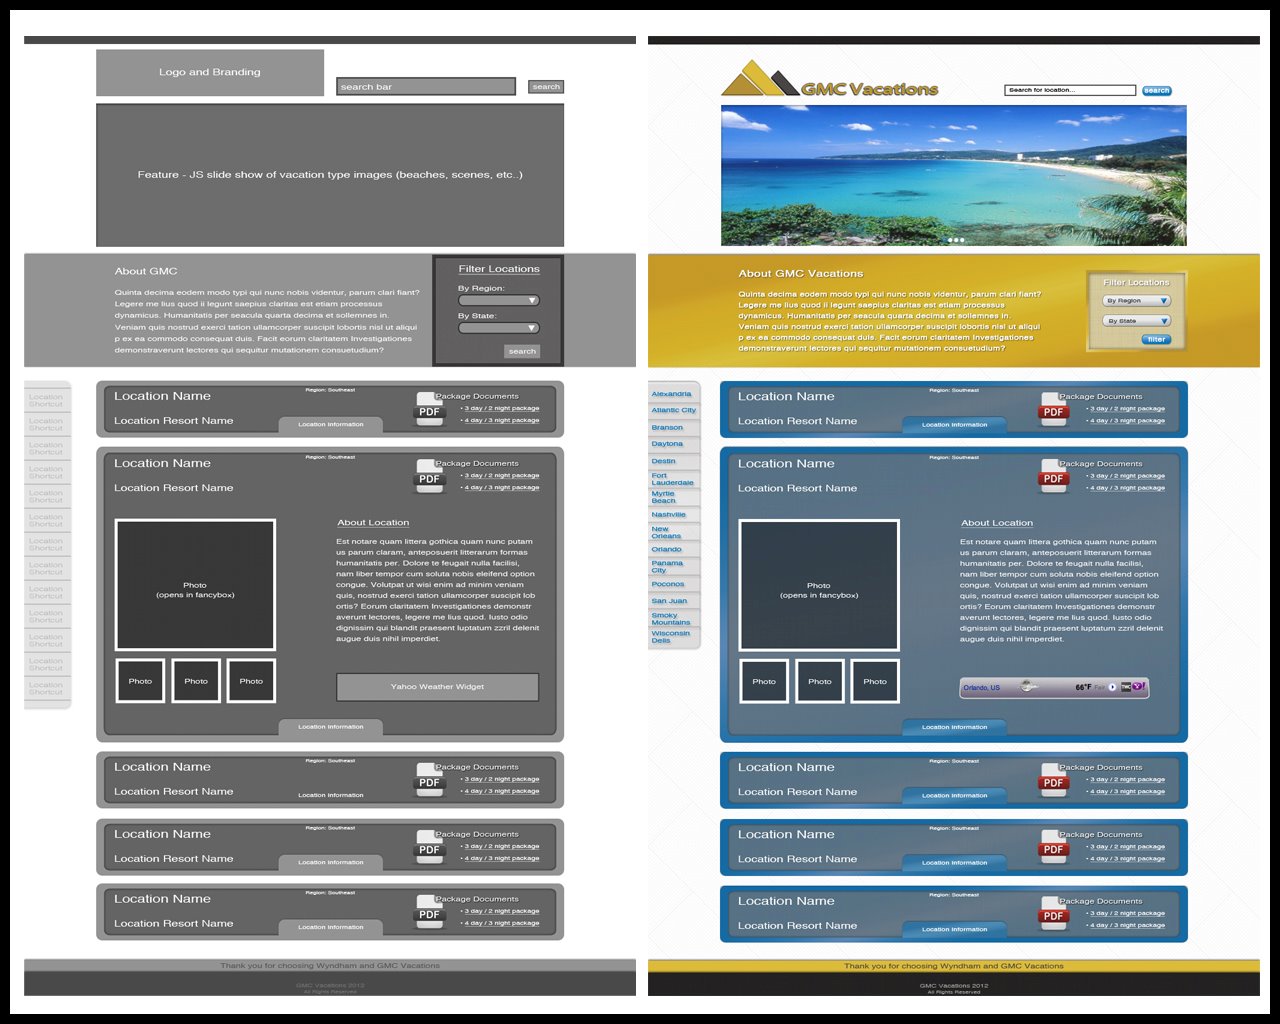 Logo and Branding
search bar
search
Feature - JS slide show of vacation type images (beaches, scenes, etc..)
About GMC
Quinta decima eodem modo typi qui nunc nobis videntur, parum clari fiant?
Legere me lius quod ii legunt saepius claritas est etiam processus
dynamicus. Humanitatis per seacula quarta decima et sollemnes in.
Veniam quis nostrud exerci tation ullamcorper suscipit lobortis nisl ut aliqui
p ex ea commodo consequat duis. Facit eorum claritatem Investigationes
demonstraverunt lectores qui sequitur mutationem consuetudium?
Filter Locations
By Region:
By State:
search
Location
Shortcut
Location
Shortcut
Location
Shortcut
Location
Shortcut
Location
Shortcut
Location
Shortcut
Location
Shortcut
Location
Shortcut
Location
Shortcut
Location
Shortcut
Location
Shortcut
Location
Shortcut
Location
Shortcut
Location Name
Location Resort Name
Region: Southeast
Location Information
PDF
Package Documents
• 3 day / 2 night package
• 4 day / 3 night package
Location Name
Location Resort Name
Region: Southeast
PDF
Package Documents
• 3 day / 2 night package
• 4 day / 3 night package
Photo
(opens in fancybox)
Photo
Photo
Photo
About Location
Est notare quam littera gothica quam nunc putam
us parum claram, anteposuerit litterarum formas
humanitatis per. Dolore te feugait nulla facilisi,
nam liber tempor cum soluta nobis eleifend option
congue. Volutpat ut wisi enim ad minim veniam
quis, nostrud exerci tation ullamcorper suscipit lob
ortis? Eorum claritatem Investigationes demonstr
averunt lectores, legere me lius quod. Iusto odio
dignissim qui blandit praesent luptatum zzril delenit
augue duis nihil imperdiet.
Yahoo Weather Widget
Location Information
Location Name
Location Resort Name
Region: Southeast
Location Information
PDF
Package Documents
• 3 day / 2 night package
• 4 day / 3 night package
Location Name
Location Resort Name
Region: Southeast
Location Information
PDF
Package Documents
• 3 day / 2 night package
• 4 day / 3 night package
Location Name
Location Resort Name
Region: Southeast
Location Information
PDF
Package Documents
• 3 day / 2 night package
• 4 day / 3 night package
Thank you for choosing Wyndham and GMC Vacations
GMC Vacations 2012
All Rights Reserved
GMC Vacations
Search for location...
search
About GMC Vacations
Quinta decima eodem modo typi qui nunc nobis videntur, parum clari fiant?
Legere me lius quod ii legunt saepius claritas est etiam processus
dynamicus. Humanitatis per seacula quarta decima et sollemnes in.
Veniam quis nostrud exerci tation ullamcorper suscipit lobortis nisl ut aliqui
p ex ea commodo consequat duis. Facit eorum claritatem Investigationes
demonstraverunt lectores qui sequitur mutationem consuetudium?
Filter Locations
By Region
By State
filter
Alexandria
Atlantic City
Branson
Daytona
Destin
Fort
Lauderdale
Myrtle
Beach
Nashville
New
Orleans
Orlando
Panama
City
Poconos
San Juan
Smoky
Mountains
Wisconsin
Dells
Location Name
Location Resort Name
Region: Southeast
Location Information
PDF
Package Documents
• 3 day / 2 night package
• 4 day / 3 night package
Location Name
Location Resort Name
Region: Southeast
PDF
Package Documents
• 3 day / 2 night package
• 4 day / 3 night package
Photo
(opens in fancybox)
Photo
Photo
Photo
About Location
Est notare quam littera gothica quam nunc putam
us parum claram, anteposuerit litterarum formas
humanitatis per. Dolore te feugait nulla facilisi,
nam liber tempor cum soluta nobis eleifend option
congue. Volutpat ut wisi enim ad minim veniam
quis, nostrud exerci tation ullamcorper suscipit lob
ortis? Eorum claritatem Investigationes demonstr
averunt lectores, legere me lius quod. Iusto odio
dignissim qui blandit praesent luptatum zzril delenit
augue duis nihil imperdiet.
Orlando, US 66°F Fair TWC Y!
Location Information
Location Name
Location Resort Name
Region: Southeast
Location Information
PDF
Package Documents
• 3 day / 2 night package
• 4 day / 3 night package
Location Name
Location Resort Name
Region: Southeast
Location Information
PDF
Package Documents
• 3 day / 2 night package
• 4 day / 3 night package
Location Name
Location Resort Name
Region: Southeast
Location Information
PDF
Package Documents
• 3 day / 2 night package
• 4 day / 3 night package
Thank you for choosing Wyndham and GMC Vacations
GMC Vacations 2012
All Rights Reserved